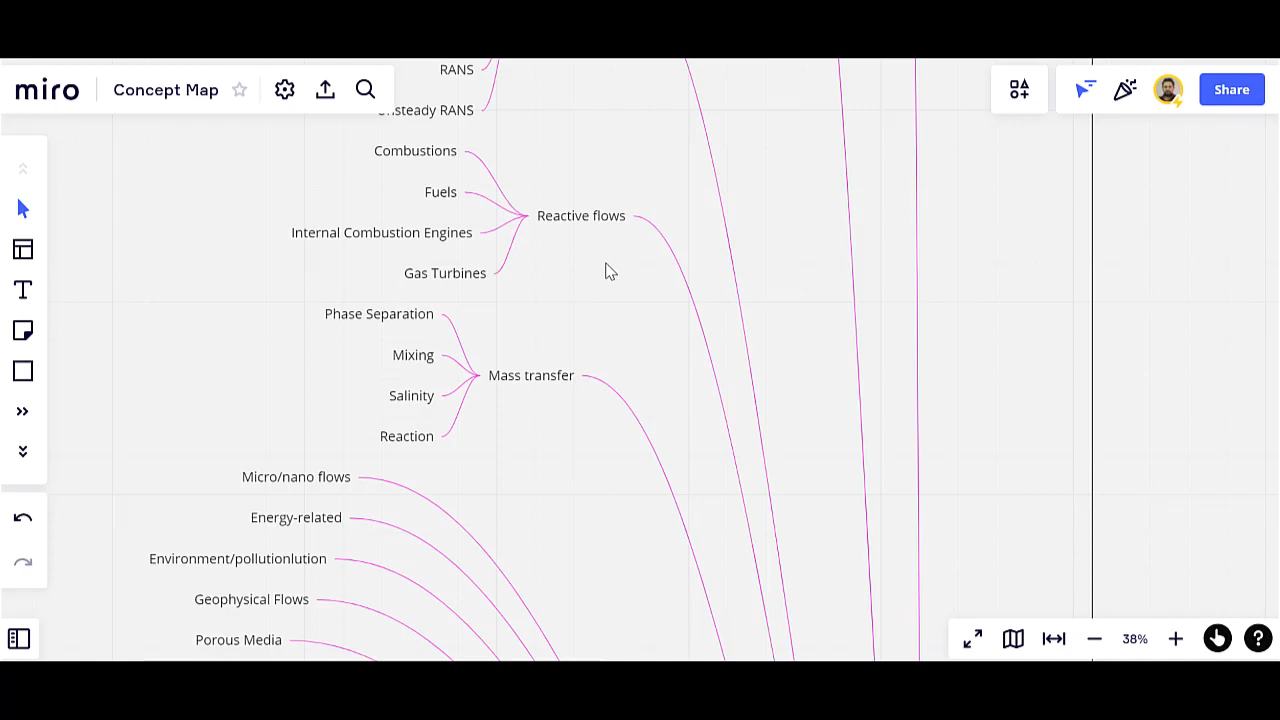 RANS
miro
Concept Map
Share
Unsteady RANS
Combustions
Fuels
Reactive flows
Internal Combustion Engines
Gas Turbines
Phase Separation
Mixing
Mass transfer
Salinity
Reaction
Micro/nano flows
Energy-related
Environment/pollutionlution
Geophysical Flows
Porous Media
38%